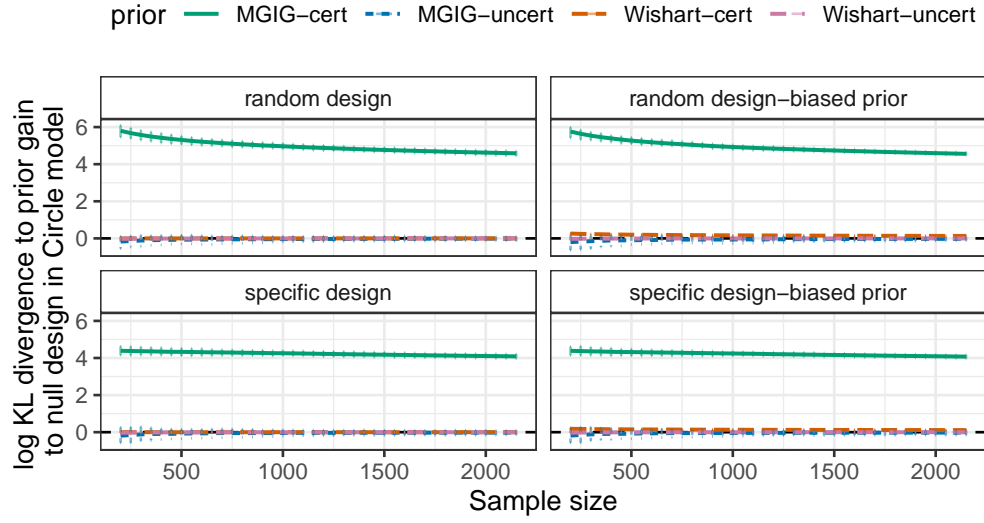 prior MGIG−cert MGIG−uncert Wishart−cert Wishart−uncert
random design random design−biased prior
6
4
2
0
specific design specific design−biased prior
6
4
2
0
500 1000 1500 2000 500 1000 1500 2000
Sample size
log KL divergence to prior gain
to null design in Circle model